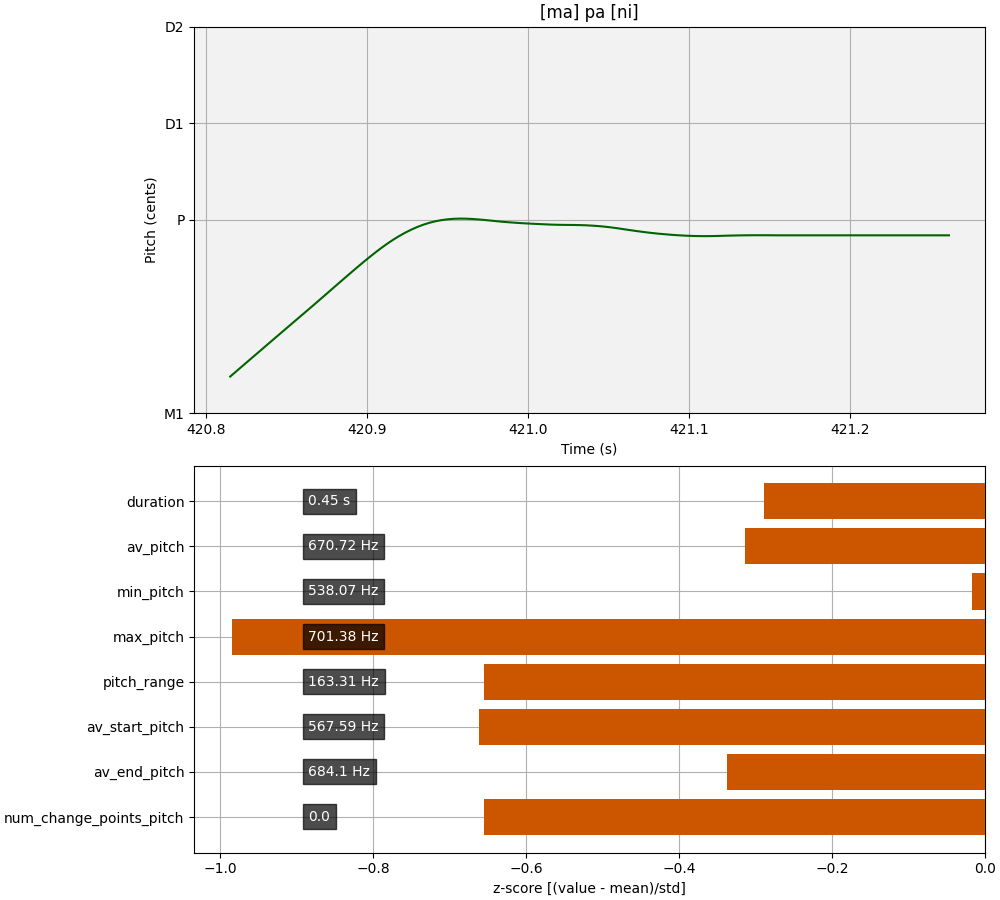 [ma] pa [ni]
D2
D1
P
M1
Pitch (cents)
420.8 420.9 421.0 421.1 421.2
Time (s)
duration 0.45 s
av_pitch 670.72 Hz
min_pitch 538.07 Hz
max_pitch 701.38 Hz
pitch_range 163.31 Hz
av_start_pitch 567.59 Hz
av_end_pitch 684.1 Hz
num_change_points_pitch 0.0
−1.0 −0.8 −0.6 −0.4 −0.2 0.0
z-score [(value - mean)/std]